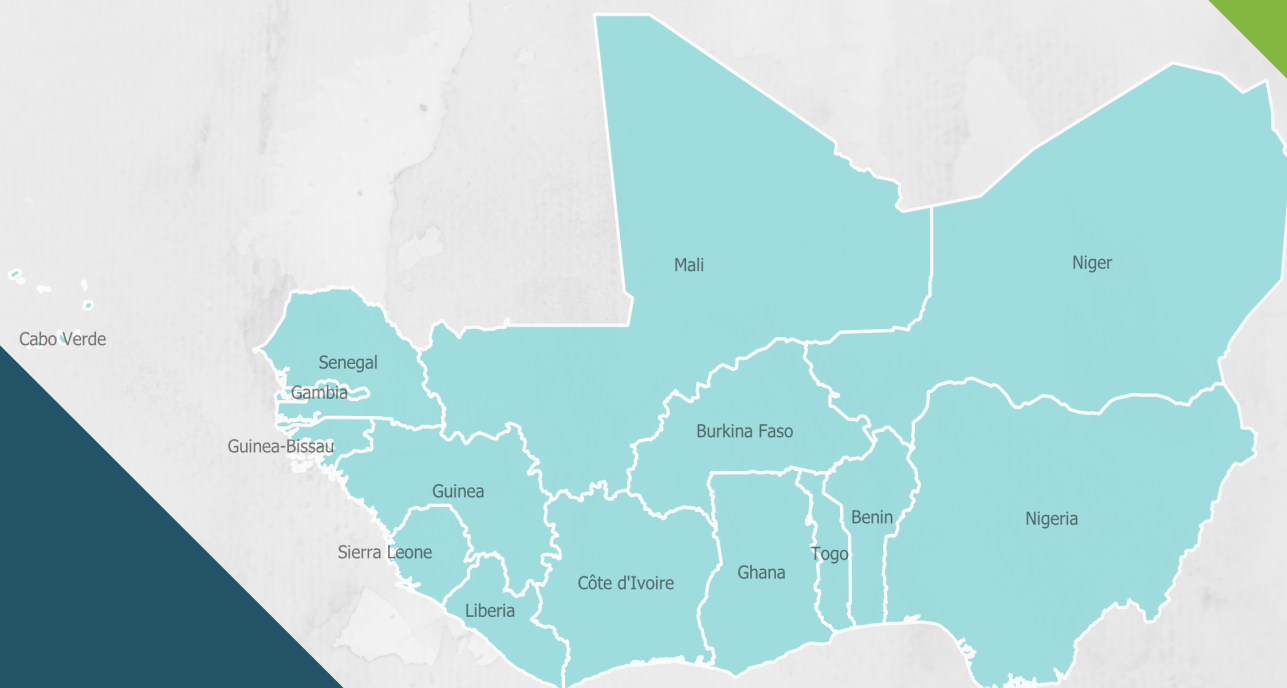 Mali
Niger
Cabo Verde
Senegal
Gambia
Burkina Faso
Guinea-Bissau
Guinea
Benin
Nigeria
Sierra Leone
Togo
Ghana
Côte d'Ivoire
Liberia